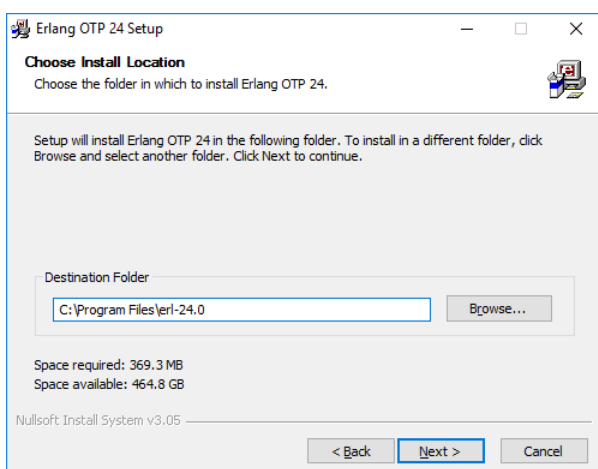 Erlang OTP 24 Setup
Choose Install Location
Choose the folder in which to install Erlang OTP 24.
Setup will install Erlang OTP 24 in the following folder. To install in a different folder, click
Browse and select another folder. Click Next to continue.
Destination Folder
C:\Program Files\erl-24.0
Browse...
Space required: 369.3 MB
Space available: 464.8 GB
Nullsoft Install System v3.05
< Back
Next >
Cancel